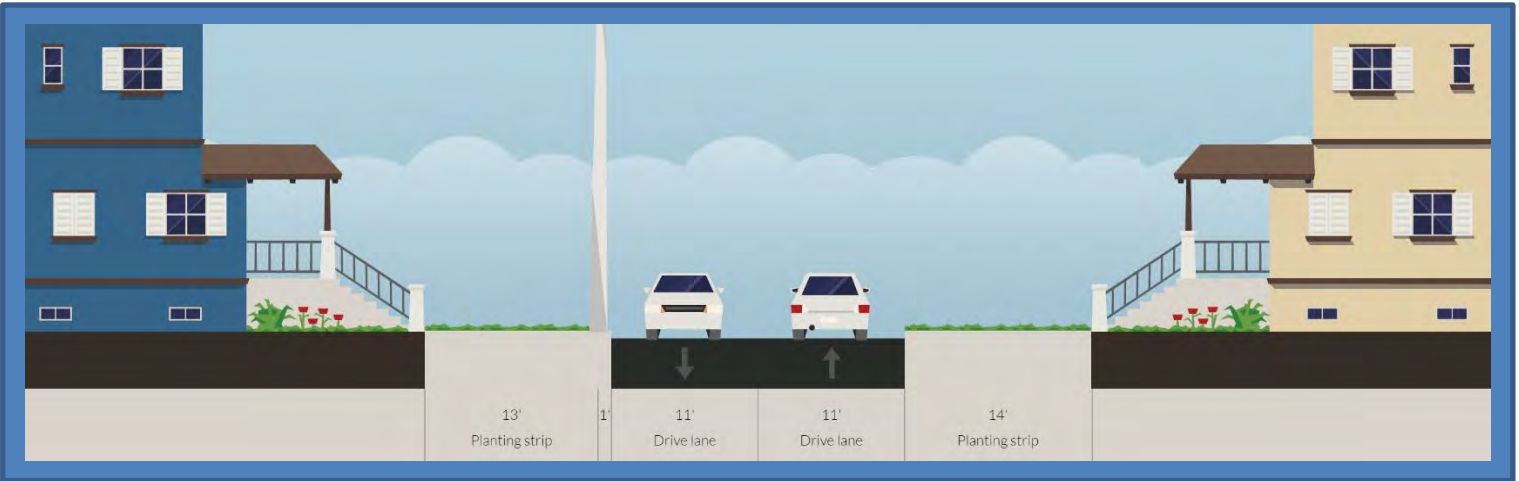 13'
Planting strip
1'
11'
Drive lane
11'
Drive lane
14'
Planting strip